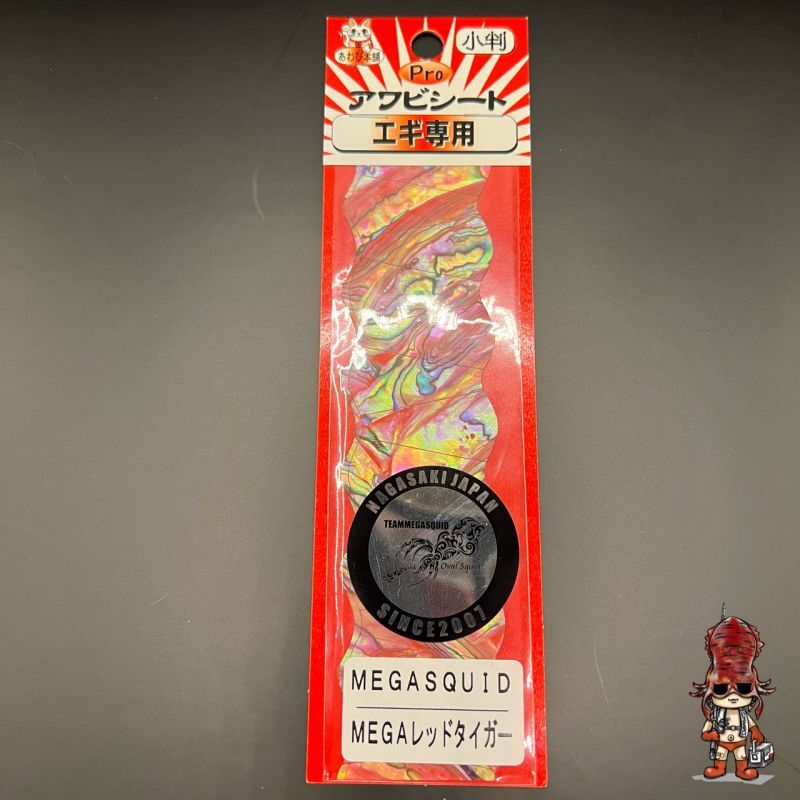 あわび本舗
小判
Pro
アワビシート
エギ専用
NAGASAKI JAPAN
TEAMMEGASQUID
Oval Squid
SINCE2007
MEGASQUID
MEGAレッドタイガー